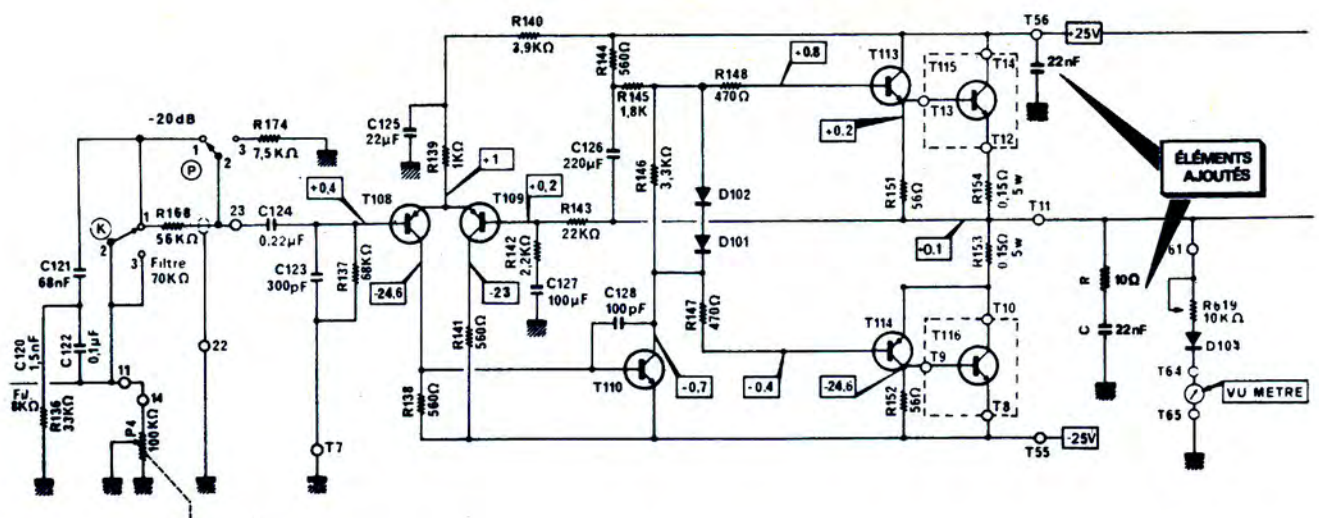 R140
3,9KΩ
R144
560Ω
T56
+25V
22nF
+0.8
T113
R148
470Ω
R145
1,8K
T115
T14
T13
T12
+0.2
ÉLÉMENTS
AJOUTÉS
-20dB
1
3
2
R174
7,5KΩ
P
C125
22µF
R139
1KΩ
+1
C126
220µF
R146
3,3KΩ
D102
R151
56Ω
R154
0,15Ω
5 w
T11
K
1
2
3
R168
56KΩ
23
C124
0.22µF
+0,4
T108
T109
+0,2
R143
22KΩ
-0.1
Filtre
70KΩ
C121
68nF
C123
300pF
R137
68KΩ
-24.6
-23
R142
2,2KΩ
C127
100µF
D101
R153
0.15Ω
5 w
R
10Ω
61
R619
10KΩ
C
22nF
D103
C120
1,5nF
C122
0,1µF
22
R141
560Ω
C128
100pF
R147
470Ω
T114
T10
T116
T9
T8
T64
T65
VU METRE
8KΩ
R136
33KΩ
11
14
P4
100KΩ
T7
R138
560Ω
T110
-0.7
-0.4
-24.6
R152
56Ω
T55
-25V